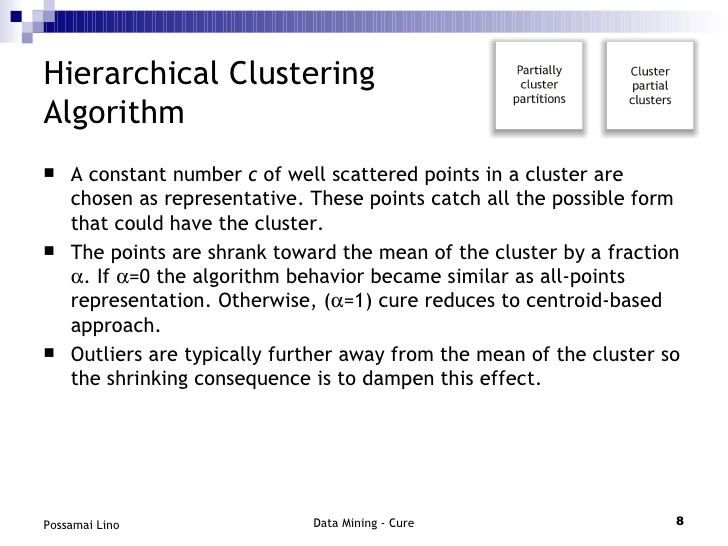 Hierarchical Clustering
Algorithm
Partially
cluster
partitions
Cluster
partial
clusters
■ A constant number c of well scattered points in a cluster are
chosen as representative. These points catch all the possible form
that could have the cluster.
■ The points are shrank toward the mean of the cluster by a fraction
α. If α=0 the algorithm behavior became similar as all-points
representation. Otherwise, (α=1) cure reduces to centroid-based
approach.
■ Outliers are typically further away from the mean of the cluster so
the shrinking consequence is to dampen this effect.
Possamai Lino
Data Mining - Cure
8